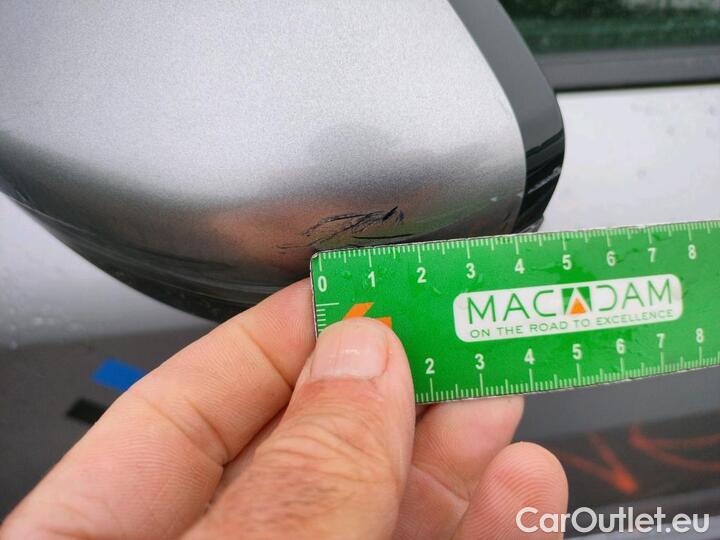 0 1 2 3 4 5 6 7 8
MACADAM
ON THE ROAD TO EXCELLENCE
2 3 4 5 6 7 8
CarOutlet.eu